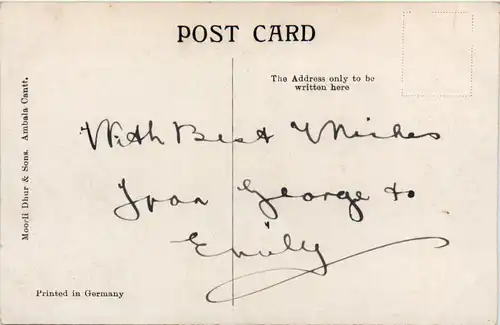 POST CARD
The Address only to be
written here
With Best Wishes
from George to
Emily
Moorli Dhur & Sons. Ambala Cantt.
Printed in Germany